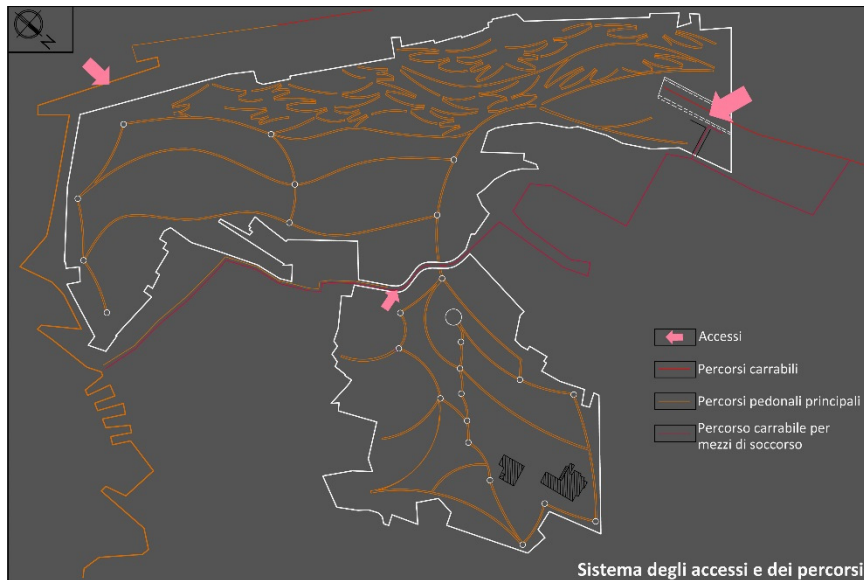 N
Accessi
Percorsi carrabili
Percorsi pedonali principali
Percorso carrabile per
mezzi di soccorso
Sistema degli accessi e dei percorsi